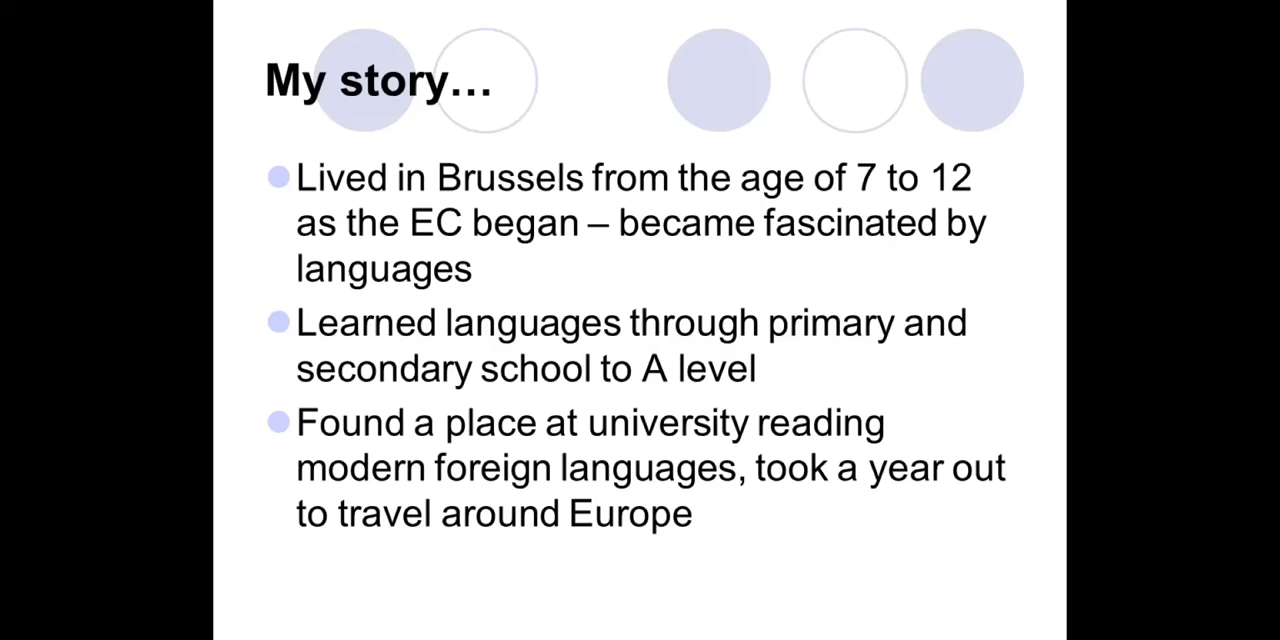 My story…
Lived in Brussels from the age of 7 to 12
as the EC began – became fascinated by
languages
Learned languages through primary and
secondary school to A level
Found a place at university reading
modern foreign languages, took a year out
to travel around Europe